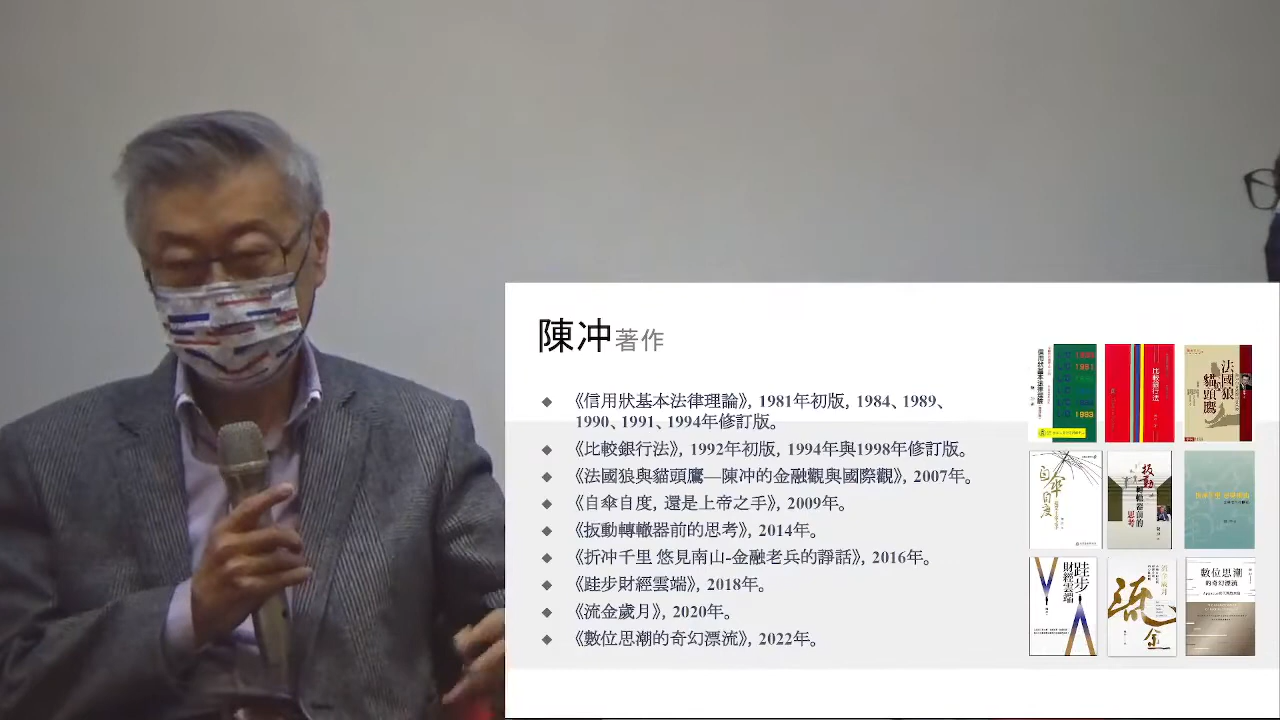 陳冲著作
◆ 《信用狀基本法律理論》, 1981年初版, 1984、1989、
1990、1991、1994年修訂版。
◆ 《比較銀行法》, 1992年初版, 1994年與1998年修訂版。
◆ 《法國狼與貓頭鷹—陳冲的金融觀與國際觀》, 2007年。
◆ 《自傘自度, 還是上帝之手》, 2009年。
◆ 《扳動轉轍器前的思考》, 2014年。
◆ 《折冲千里 悠見南山-金融老兵的諍話》, 2016年。
◆ 《跬步財經雲端》, 2018年。
◆ 《流金歲月》, 2020年。
◆ 《數位思潮的奇幻漂流》, 2022年。
信用狀基本法律理論
1991
比較銀行法
法國狼與貓頭鷹
自傘自度
扳動轉轍器前的思考
跬步財經雲端
流金
數位思潮
的奇幻漂流